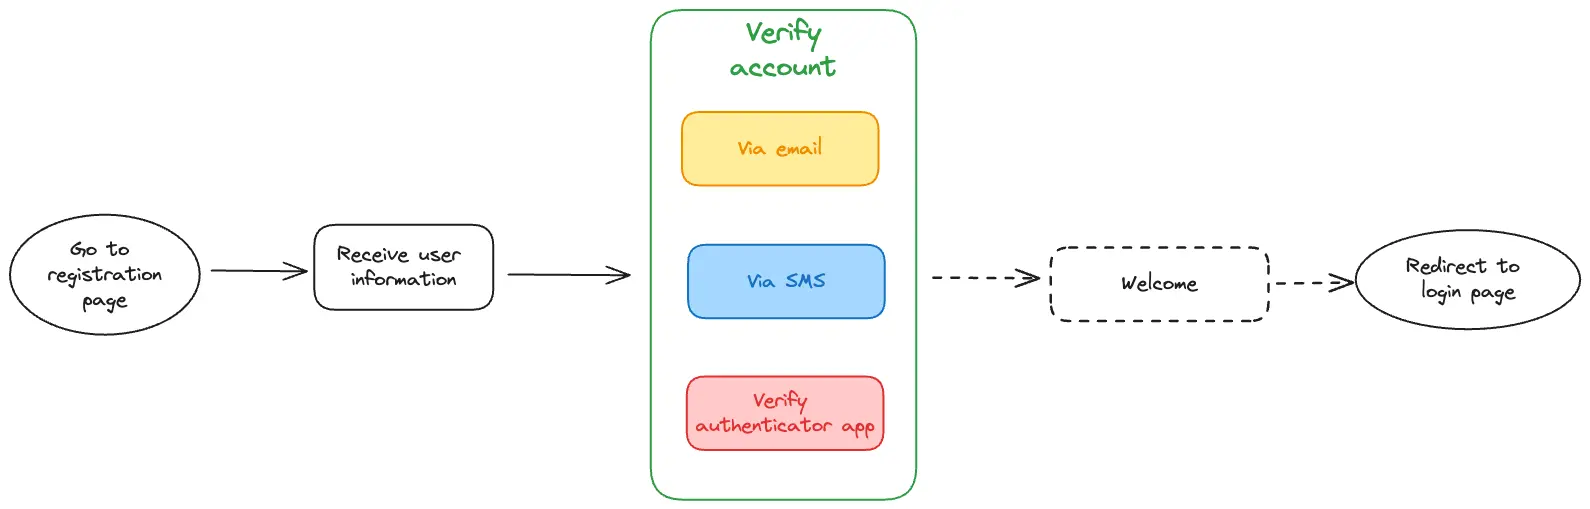 Go to
registration
page
Receive user
information
Verify
account
Via email
Via SMS
Verify
authenticator app
Welcome
Redirect to
login page